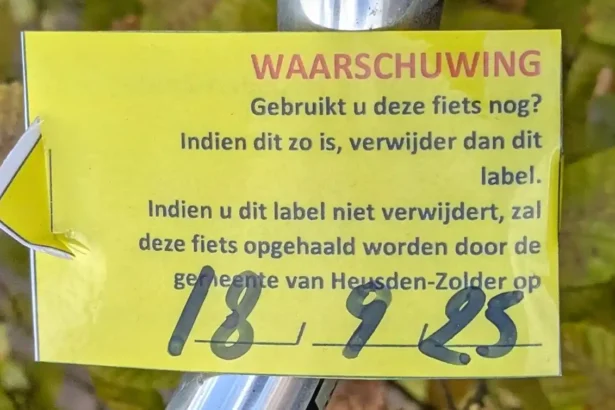 WAARSCHUWING
Gebruikt u deze fiets nog?
Indien dit zo is, verwijder dan dit
label.
Indien u dit label niet verwijdert, zal
deze fiets opgehaald worden door de
gemeente van Heusden-Zolder op
18 / 9 / 25